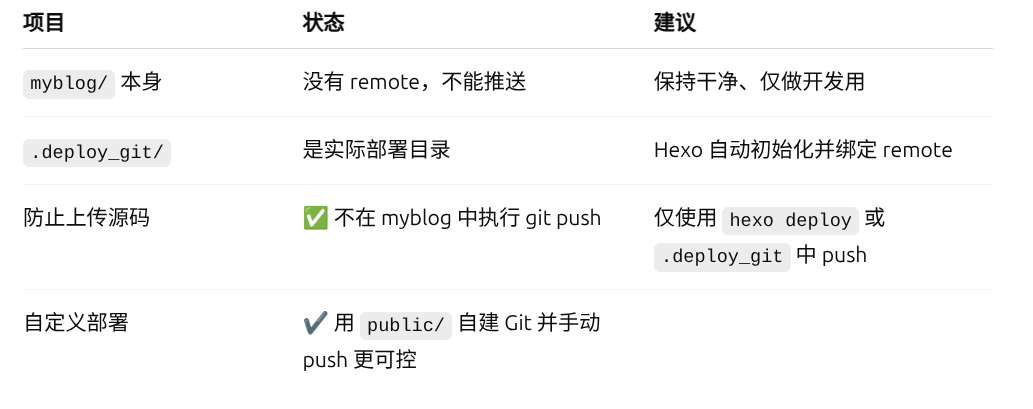 项目 状态 建议
myblog/ 本身 没有 remote，不能推送 保持干净、仅做开发用
.deploy_git/ 是实际部署目录 Hexo 自动初始化并绑定 remote
防止上传源码 ✅ 不在 myblog 中执行 git push 仅使用 hexo deploy 或
.deploy_git 中 push
自定义部署 ✔️ 用 public/ 自建 Git 并手动
push 更可控